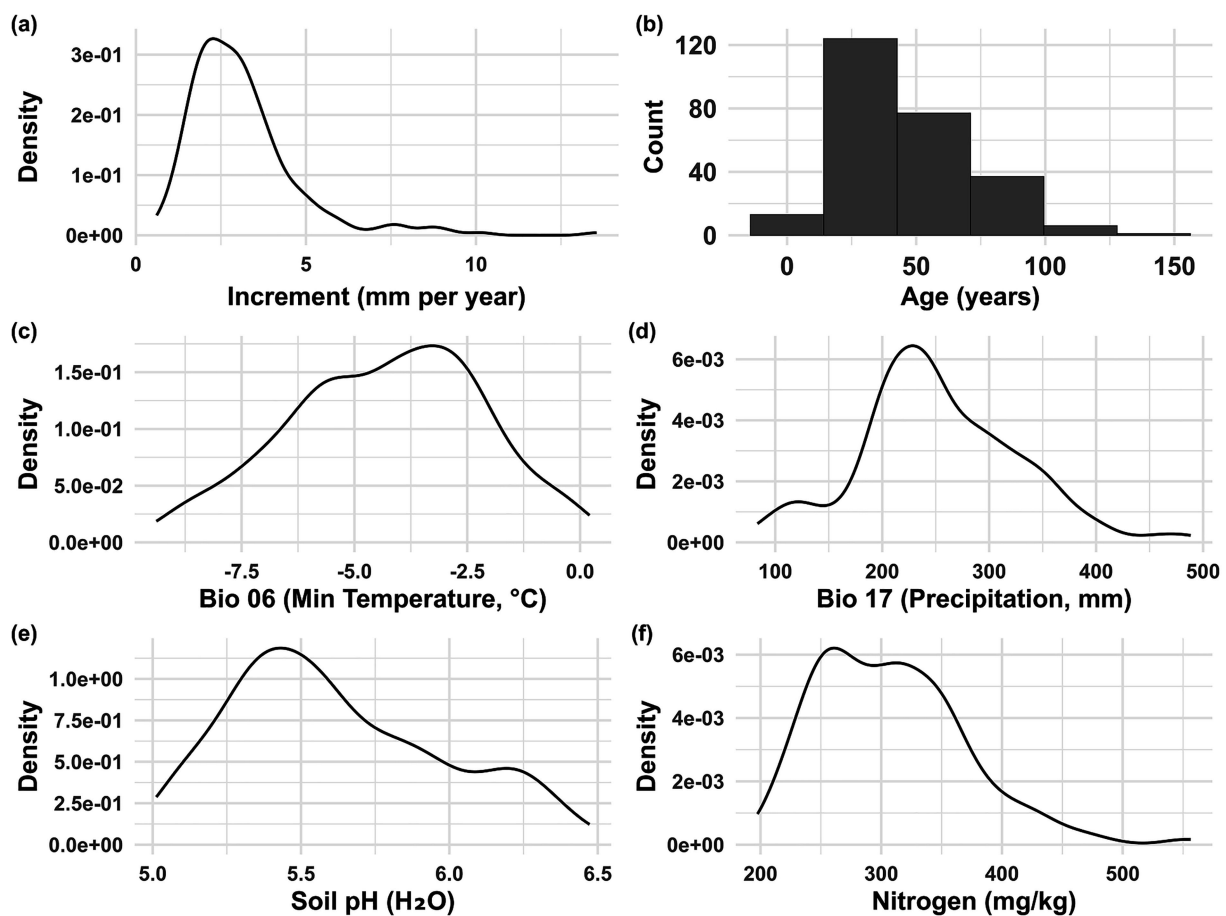 (a)
Density
3e-01
2e-01
1e-01
0e+00
0 5 10
Increment (mm per year)
(b)
Count
120
80
40
0
0 50 100 150
Age (years)
(c)
Density
1.5e-01
1.0e-01
5.0e-02
0.0e+00
-7.5 -5.0 -2.5 0.0
Bio 06 (Min Temperature, °C)
(d)
Density
6e-03
4e-03
2e-03
0e+00
100 200 300 400 500
Bio 17 (Precipitation, mm)
(e)
Density
1.0e+00
7.5e-01
5.0e-01
2.5e-01
0.0e+00
5.0 5.5 6.0 6.5
Soil pH (H₂O)
(f)
Density
6e-03
4e-03
2e-03
0e+00
200 300 400 500
Nitrogen (mg/kg)